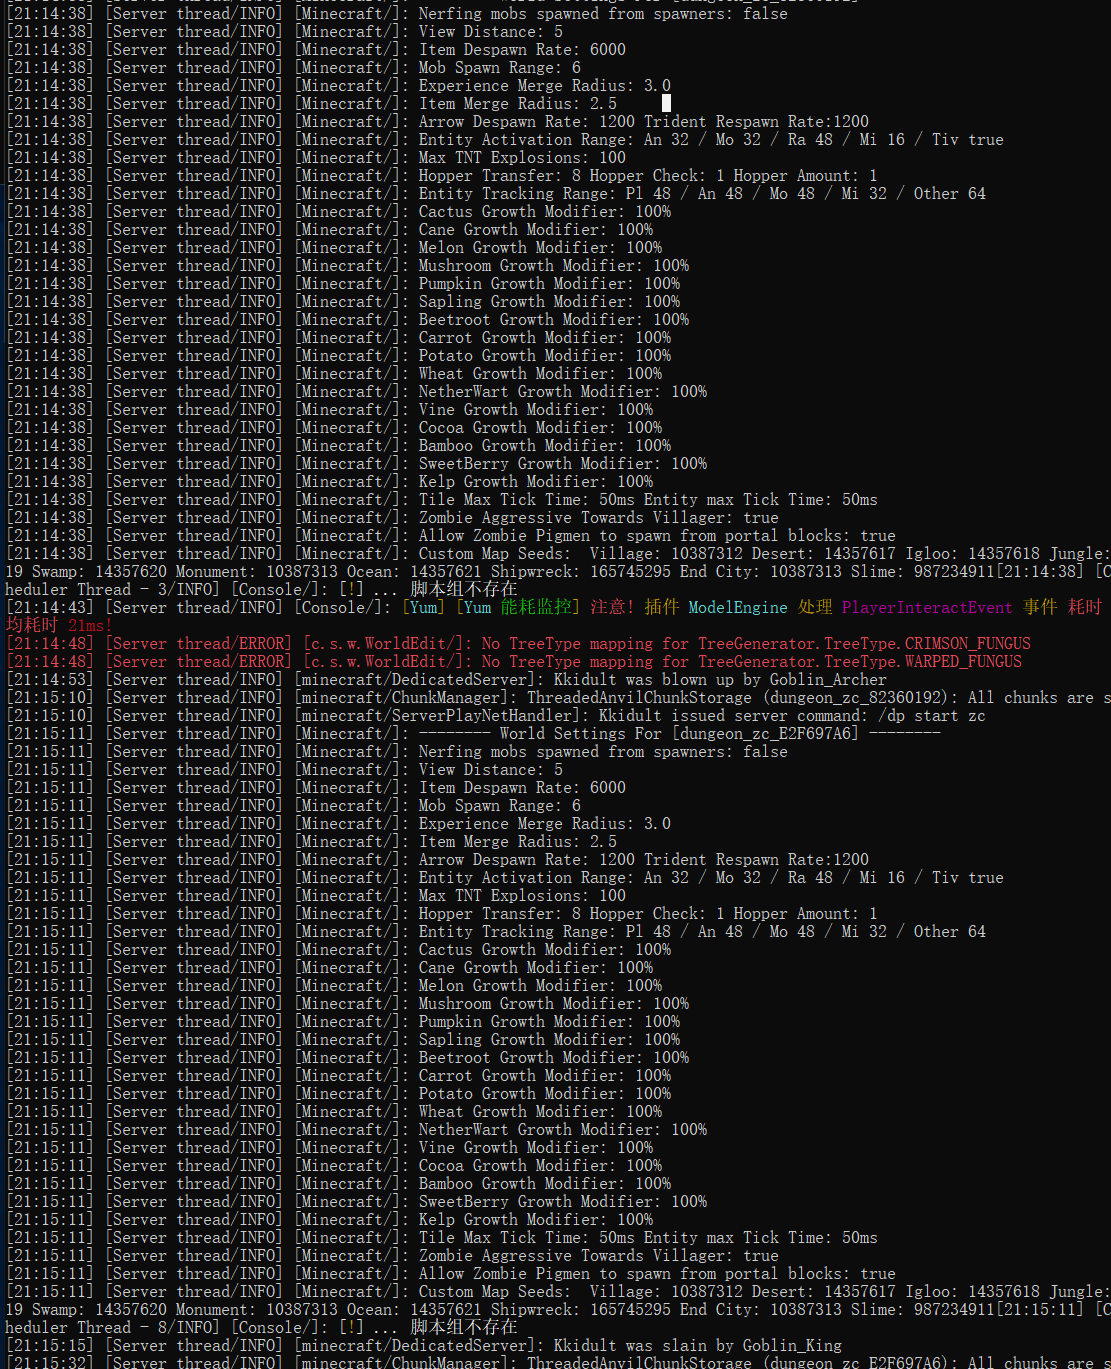 [21:14:38] [Server thread/INFO] [Minecraft/]: Nerfing mobs spawned from spawners: false
[21:14:38] [Server thread/INFO] [Minecraft/]: View Distance: 5
[21:14:38] [Server thread/INFO] [Minecraft/]: Item Despawn Rate: 6000
[21:14:38] [Server thread/INFO] [Minecraft/]: Mob Spawn Range: 6
[21:14:38] [Server thread/INFO] [Minecraft/]: Experience Merge Radius: 3.0
[21:14:38] [Server thread/INFO] [Minecraft/]: Item Merge Radius: 2.5
[21:14:38] [Server thread/INFO] [Minecraft/]: Arrow Despawn Rate: 1200 Trident Respawn Rate:1200
[21:14:38] [Server thread/INFO] [Minecraft/]: Entity Activation Range: An 32 / Mo 32 / Ra 48 / Mi 16 / Tiv true
[21:14:38] [Server thread/INFO] [Minecraft/]: Max TNT Explosions: 100
[21:14:38] [Server thread/INFO] [Minecraft/]: Hopper Transfer: 8 Hopper Check: 1 Hopper Amount: 1
[21:14:38] [Server thread/INFO] [Minecraft/]: Entity Tracking Range: Pl 48 / An 48 / Mo 48 / Mi 32 / Other 64
[21:14:38] [Server thread/INFO] [Minecraft/]: Cactus Growth Modifier: 100%
[21:14:38] [Server thread/INFO] [Minecraft/]: Cane Growth Modifier: 100%
[21:14:38] [Server thread/INFO] [Minecraft/]: Melon Growth Modifier: 100%
[21:14:38] [Server thread/INFO] [Minecraft/]: Mushroom Growth Modifier: 100%
[21:14:38] [Server thread/INFO] [Minecraft/]: Pumpkin Growth Modifier: 100%
[21:14:38] [Server thread/INFO] [Minecraft/]: Sapling Growth Modifier: 100%
[21:14:38] [Server thread/INFO] [Minecraft/]: Beetroot Growth Modifier: 100%
[21:14:38] [Server thread/INFO] [Minecraft/]: Carrot Growth Modifier: 100%
[21:14:38] [Server thread/INFO] [Minecraft/]: Potato Growth Modifier: 100%
[21:14:38] [Server thread/INFO] [Minecraft/]: Wheat Growth Modifier: 100%
[21:14:38] [Server thread/INFO] [Minecraft/]: NetherWart Growth Modifier: 100%
[21:14:38] [Server thread/INFO] [Minecraft/]: Vine Growth Modifier: 100%
[21:14:38] [Server thread/INFO] [Minecraft/]: Cocoa Growth Modifier: 100%
[21:14:38] [Server thread/INFO] [Minecraft/]: Bamboo Growth Modifier: 100%
[21:14:38] [Server thread/INFO] [Minecraft/]: SweetBerry Growth Modifier: 100%
[21:14:38] [Server thread/INFO] [Minecraft/]: Kelp Growth Modifier: 100%
[21:14:38] [Server thread/INFO] [Minecraft/]: Tile Max Tick Time: 50ms Entity max Tick Time: 50ms
[21:14:38] [Server thread/INFO] [Minecraft/]: Zombie Aggressive Towards Villager: true
[21:14:38] [Server thread/INFO] [Minecraft/]: Allow Zombie Pigmen to spawn from portal blocks: true
[21:14:38] [Server thread/INFO] [Minecraft/]: Custom Map Seeds:  Village: 10387312 Desert: 14357617 Igloo: 14357618 Jungle:
19 Swamp: 14357620 Monument: 10387313 Ocean: 14357621 Shipwreck: 165745295 End City: 10387313 Slime: 987234911[21:14:38] [C
heduler Thread - 3/INFO] [Console/]: [!] ... 脚本组不存在
[21:14:43] [Server thread/INFO] [Console/]: [Yum] [Yum 能耗监控] 注意! 插件 ModelEngine 处理 PlayerInteractEvent 事件 耗时
均耗时 21ms!
[21:14:48] [Server thread/ERROR] [c.s.w.WorldEdit/]: No TreeType mapping for TreeGenerator.TreeType.CRIMSON_FUNGUS
[21:14:48] [Server thread/ERROR] [c.s.w.WorldEdit/]: No TreeType mapping for TreeGenerator.TreeType.WARPED_FUNGUS
[21:14:53] [Server thread/INFO] [minecraft/DedicatedServer]: Kkidult was blown up by Goblin_Archer
[21:15:10] [Server thread/INFO] [minecraft/ChunkManager]: ThreadedAnvilChunkStorage (dungeon_zc_82360192): All chunks are s
[21:15:10] [Server thread/INFO] [minecraft/ServerPlayNetHandler]: Kkidult issued server command: /dp start zc
[21:15:11] [Server thread/INFO] [Minecraft/]: -------- World Settings For [dungeon_zc_E2F697A6] --------
[21:15:11] [Server thread/INFO] [Minecraft/]: Nerfing mobs spawned from spawners: false
[21:15:11] [Server thread/INFO] [Minecraft/]: View Distance: 5
[21:15:11] [Server thread/INFO] [Minecraft/]: Item Despawn Rate: 6000
[21:15:11] [Server thread/INFO] [Minecraft/]: Mob Spawn Range: 6
[21:15:11] [Server thread/INFO] [Minecraft/]: Experience Merge Radius: 3.0
[21:15:11] [Server thread/INFO] [Minecraft/]: Item Merge Radius: 2.5
[21:15:11] [Server thread/INFO] [Minecraft/]: Arrow Despawn Rate: 1200 Trident Respawn Rate:1200
[21:15:11] [Server thread/INFO] [Minecraft/]: Entity Activation Range: An 32 / Mo 32 / Ra 48 / Mi 16 / Tiv true
[21:15:11] [Server thread/INFO] [Minecraft/]: Max TNT Explosions: 100
[21:15:11] [Server thread/INFO] [Minecraft/]: Hopper Transfer: 8 Hopper Check: 1 Hopper Amount: 1
[21:15:11] [Server thread/INFO] [Minecraft/]: Entity Tracking Range: Pl 48 / An 48 / Mo 48 / Mi 32 / Other 64
[21:15:11] [Server thread/INFO] [Minecraft/]: Cactus Growth Modifier: 100%
[21:15:11] [Server thread/INFO] [Minecraft/]: Cane Growth Modifier: 100%
[21:15:11] [Server thread/INFO] [Minecraft/]: Melon Growth Modifier: 100%
[21:15:11] [Server thread/INFO] [Minecraft/]: Mushroom Growth Modifier: 100%
[21:15:11] [Server thread/INFO] [Minecraft/]: Pumpkin Growth Modifier: 100%
[21:15:11] [Server thread/INFO] [Minecraft/]: Sapling Growth Modifier: 100%
[21:15:11] [Server thread/INFO] [Minecraft/]: Beetroot Growth Modifier: 100%
[21:15:11] [Server thread/INFO] [Minecraft/]: Carrot Growth Modifier: 100%
[21:15:11] [Server thread/INFO] [Minecraft/]: Potato Growth Modifier: 100%
[21:15:11] [Server thread/INFO] [Minecraft/]: Wheat Growth Modifier: 100%
[21:15:11] [Server thread/INFO] [Minecraft/]: NetherWart Growth Modifier: 100%
[21:15:11] [Server thread/INFO] [Minecraft/]: Vine Growth Modifier: 100%
[21:15:11] [Server thread/INFO] [Minecraft/]: Cocoa Growth Modifier: 100%
[21:15:11] [Server thread/INFO] [Minecraft/]: Bamboo Growth Modifier: 100%
[21:15:11] [Server thread/INFO] [Minecraft/]: SweetBerry Growth Modifier: 100%
[21:15:11] [Server thread/INFO] [Minecraft/]: Kelp Growth Modifier: 100%
[21:15:11] [Server thread/INFO] [Minecraft/]: Tile Max Tick Time: 50ms Entity max Tick Time: 50ms
[21:15:11] [Server thread/INFO] [Minecraft/]: Zombie Aggressive Towards Villager: true
[21:15:11] [Server thread/INFO] [Minecraft/]: Allow Zombie Pigmen to spawn from portal blocks: true
[21:15:11] [Server thread/INFO] [Minecraft/]: Custom Map Seeds:  Village: 10387312 Desert: 14357617 Igloo: 14357618 Jungle:
19 Swamp: 14357620 Monument: 10387313 Ocean: 14357621 Shipwreck: 165745295 End City: 10387313 Slime: 987234911[21:15:11] [C
heduler Thread - 8/INFO] [Console/]: [!] ... 脚本组不存在
[21:15:15] [Server thread/INFO] [minecraft/DedicatedServer]: Kkidult was slain by Goblin_King
[21:15:32] [Server thread/INFO] [minecraft/ChunkManager]: ThreadedAnvilChunkStorage (dungeon_zc_E2F697A6): All chunks are s